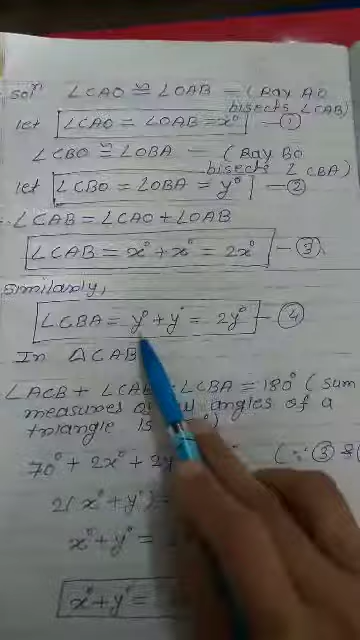 Solⁿ ∠CAO ≅ ∠OAB — (Ray AO bisects ∠CAB)
let ∠CAO = ∠OAB = x° — ①
∠CBO ≅ ∠OBA — (Ray BO bisects ∠CBA)
let ∠CBO = ∠OBA = y° — ②
∠CAB = ∠CAO + ∠OAB
∠CAB = x° + x° = 2x° — ③
Similarly,
∠CBA = y° + y° = 2y° — ④
In △CAB
∠ACB + ∠CA ∠CBA = 180° (sum
measures of angles of a
triangle is °)
70° + 2x° + 2y ° (∵ ③ &
2(x° + y°) =
x° + y° =
x° + y° =